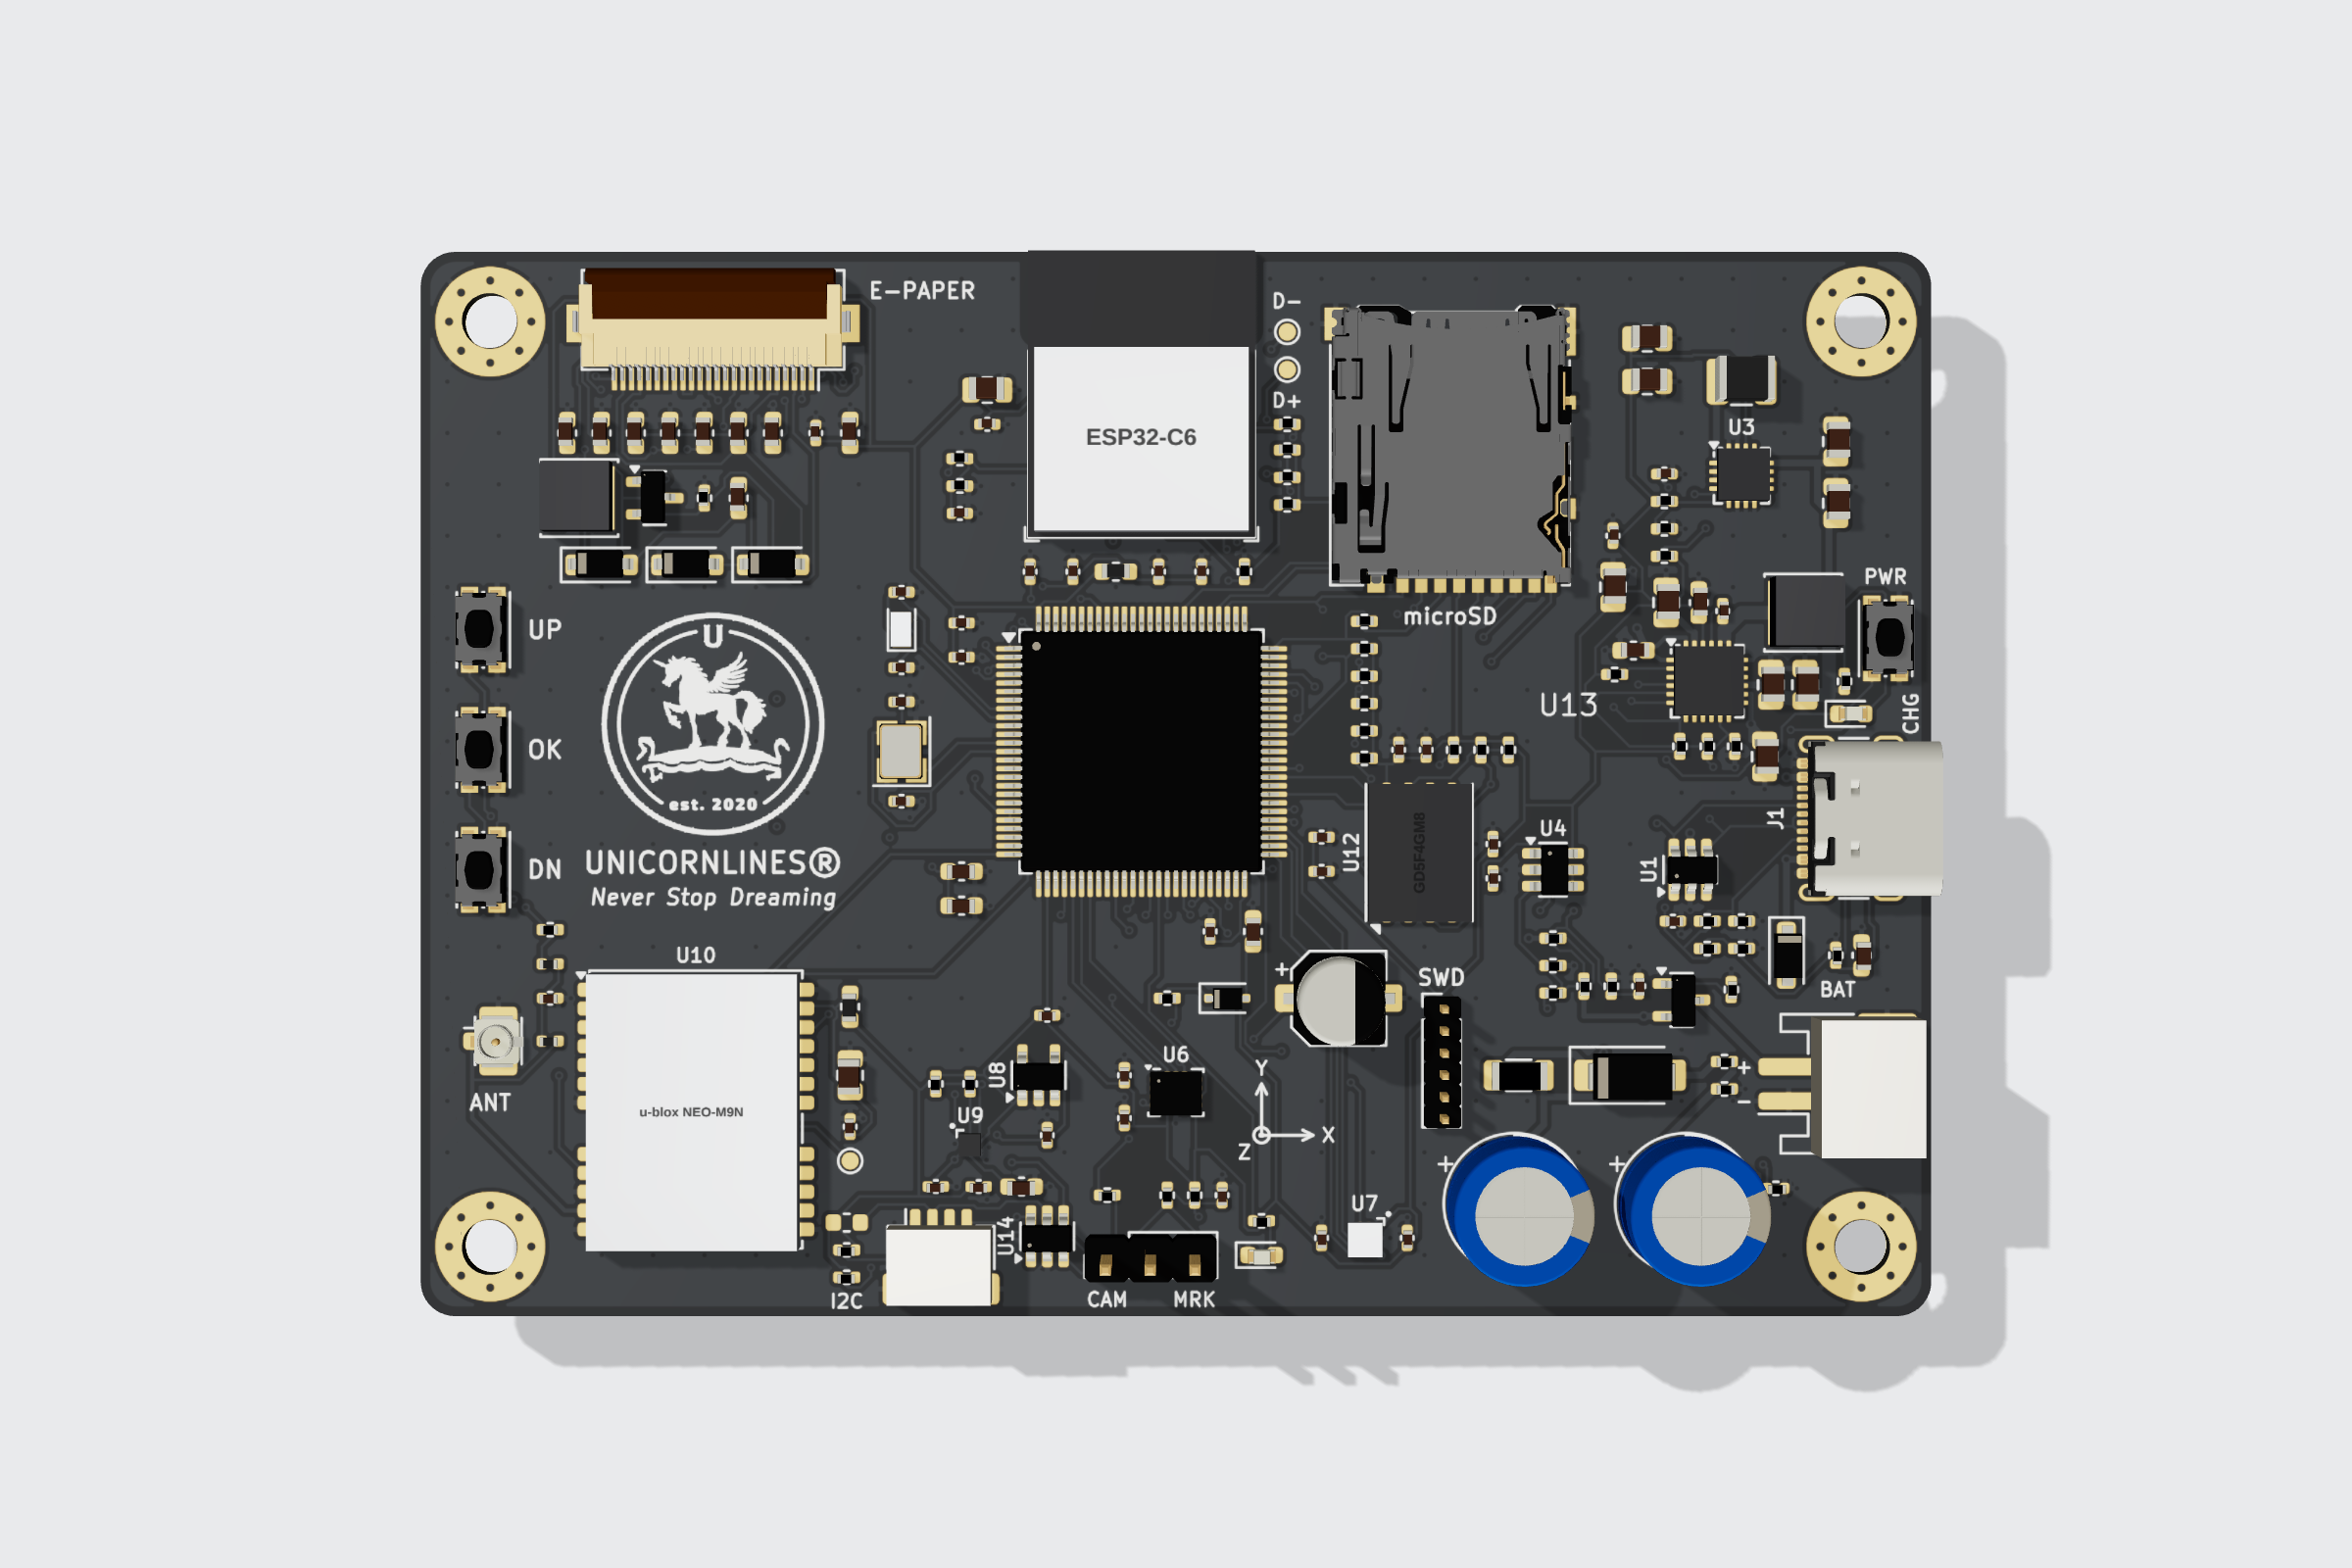 E-PAPER
D-
D+
ESP32-C6
U3
microSD
PWR
UP
U
U13
CHG
OK
est. 2020
J1
U12
GD5F4GM8
U4
U1
DN
UNICORNLINES®
Never Stop Dreaming
U10
+
SWD
BAT
U8
U6
Y
+
-
ANT
u-blox NEO-M9N
U9
X
Z
+
+
U7
U14
I2C
CAM
MRK